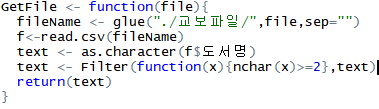 GetFile <- function(file){
fileName <- glue("./교보파일/",file,sep="")
f<-read.csv(fileName)
text <- as.character(f$도서명)
text <- Filter(function(x){nchar(x)>=2},text)
return(text)
}